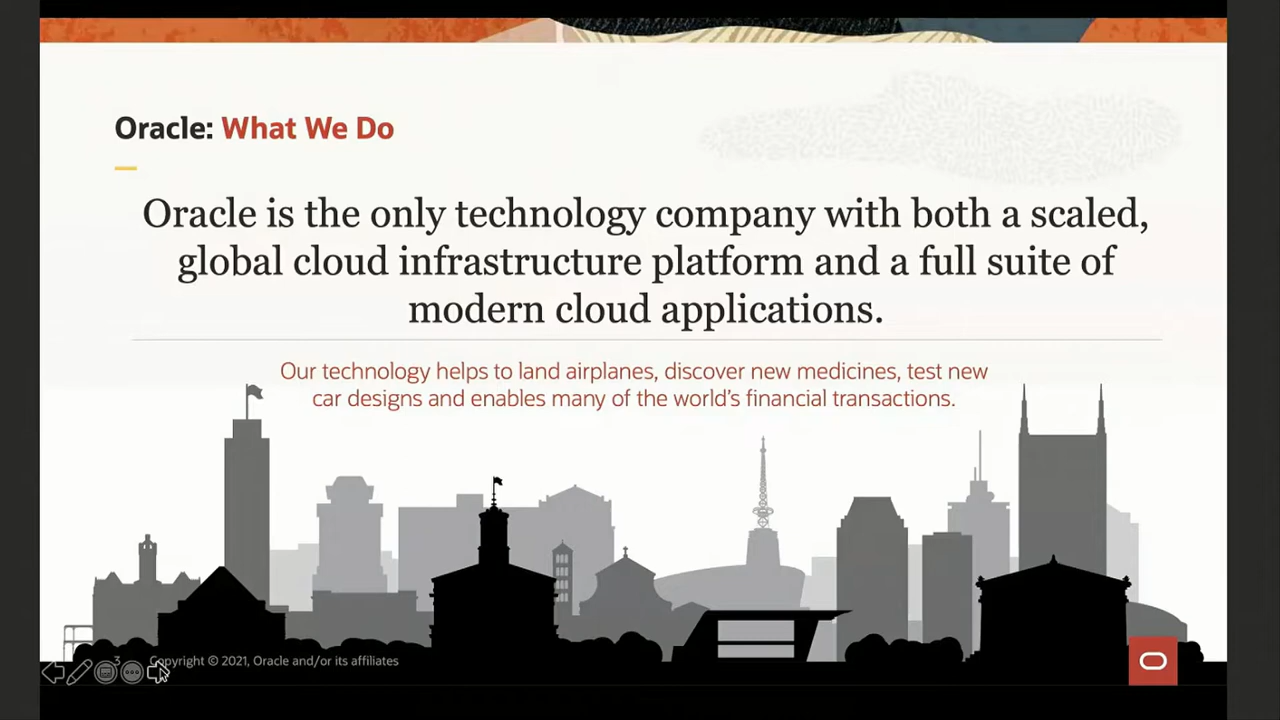 Oracle: What We Do
Oracle is the only technology company with both a scaled,
global cloud infrastructure platform and a full suite of
modern cloud applications.
Our technology helps to land airplanes, discover new medicines, test new
car designs and enables many of the world’s financial transactions.
3 Copyright © 2021, Oracle and/or its affiliates